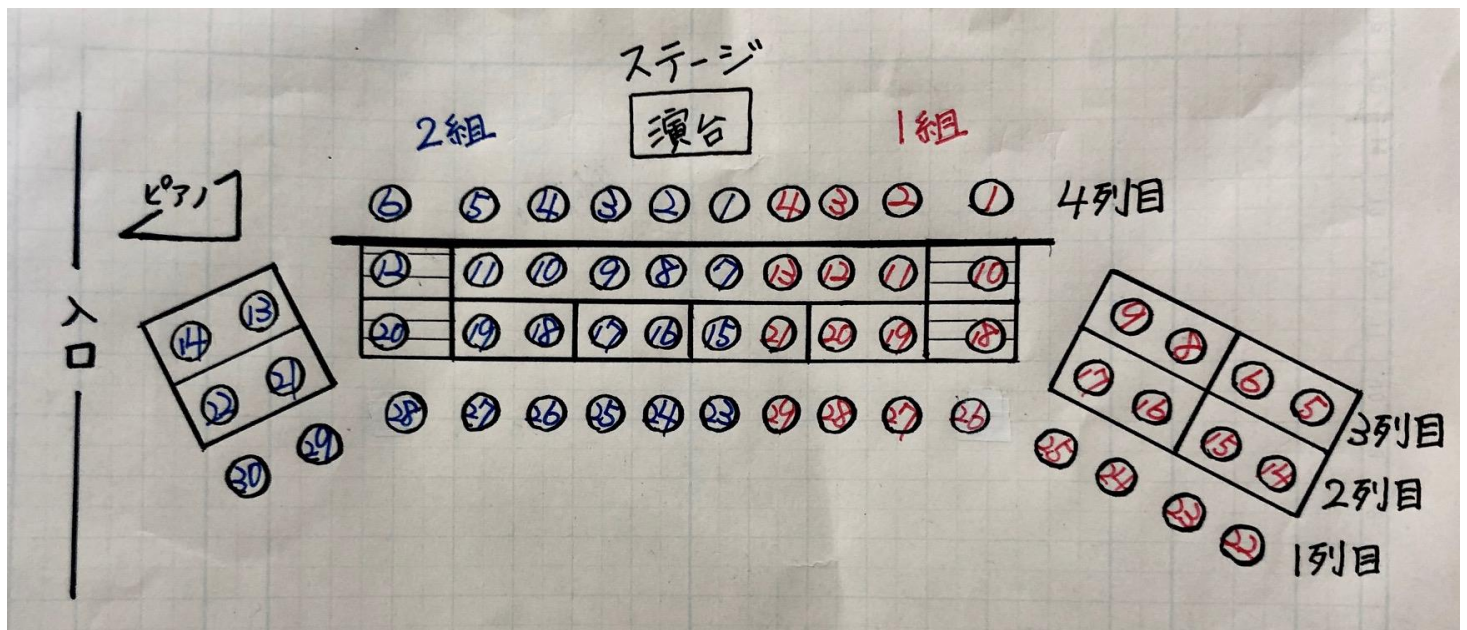 ステージ
演台
2組
1組
ピアノ
入口
⑥ ⑤ ④ ③ ② ① ④ ③ ② ① 4列目
⑫ ⑪ ⑩ ⑨ ⑧ ⑦ ⑬ ⑫ ⑪ ⑩
⑭ ⑬
⑨ ⑧ ⑥ ⑤ 3列目
⑳ ⑲ ⑱ ⑰ ⑯ ⑮ ㉑ ⑳ ⑲ ⑱
㉒ ㉑
⑰ ⑯ ⑮ ⑭ 2列目
㉚ ㉙ ㉘ ㉗ ㉖ ㉕ ㉔ ㉓ ㉙ ㉘ ㉗ ㉖ ㉕ ㉔ ㉓ ㉒ 1列目